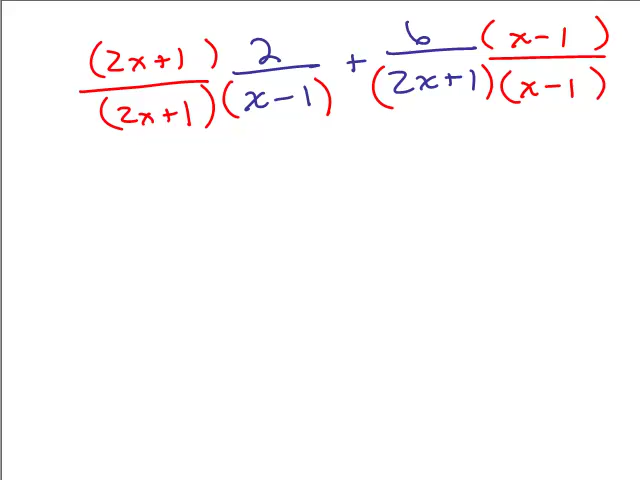 (2x+1) 2 + 6 (x-1)
(2x+1) (x-1) (2x+1) (x-1)